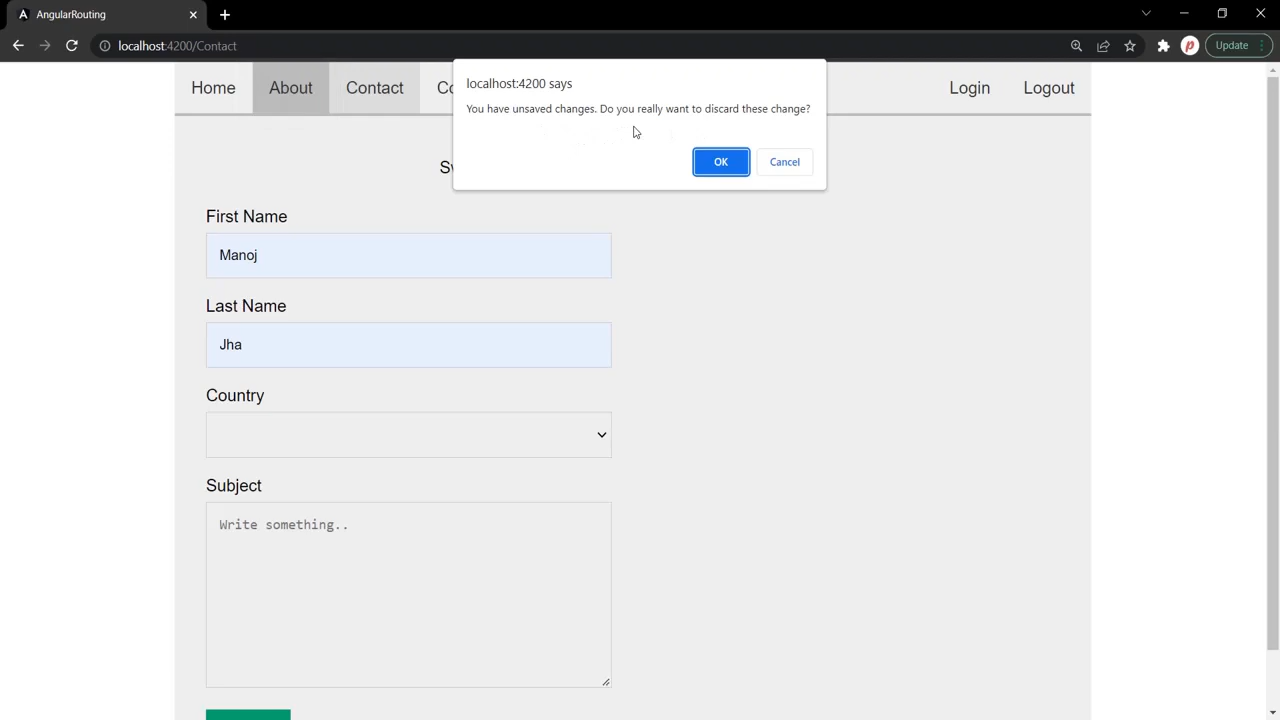 AngularRouting
localhost:4200/Contact
Update
Home About Contact Co Login Logout
localhost:4200 says
You have unsaved changes. Do you really want to discard these change?
OK Cancel
First Name
Manoj
Last Name
Jha
Country
Subject
Write something..